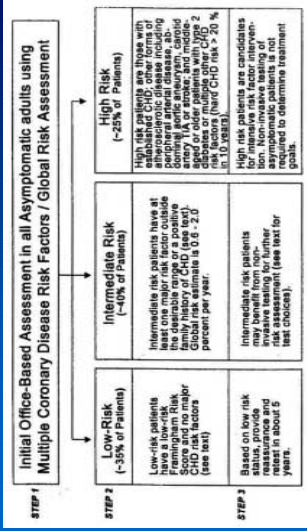 Initial Office-Based Assessment in all Asymptomatic adults using
Multiple Coronary Disease Risk Factors / Global Risk Assessment
STEP 1
STEP 2
Low-Risk
(~35% of Patients)
Low-risk patients
have a low-risk
Framingham Risk
Score and no major
CHD risk factors
(see text)
Intermediate Risk
(~40% of Patients)
Intermediate risk patients have at
least one major risk factor outside
the desirable range or a positive
family history of CHD (see text).
Global risk estimate is 0.6 - 2.0
percent per year.
High Risk
(~25% of Patients)
High risk patients are those with
established CHD; other forms of
atherosclerotic disease including
peripheral arterial disease, ab-
dominal aortic aneurysm, carotid
artery TIA or stroke; and middle-
aged or older patients with type 2
diabetes or multiple other CHD
risk factors (hard CHD risk > 20 %
in 10 years).
STEP 3
Based on low risk
status, provide
reassurance and
retest in about 5
years.
Intermediate risk patients
may benefit from non-
invasive testing for further
risk assessment (see text for
test choices).
High risk patients are candidates
for intensive risk factor interven-
tion. Non-invasive testing of
asymptomatic patients is not
required to determine treatment
goals.